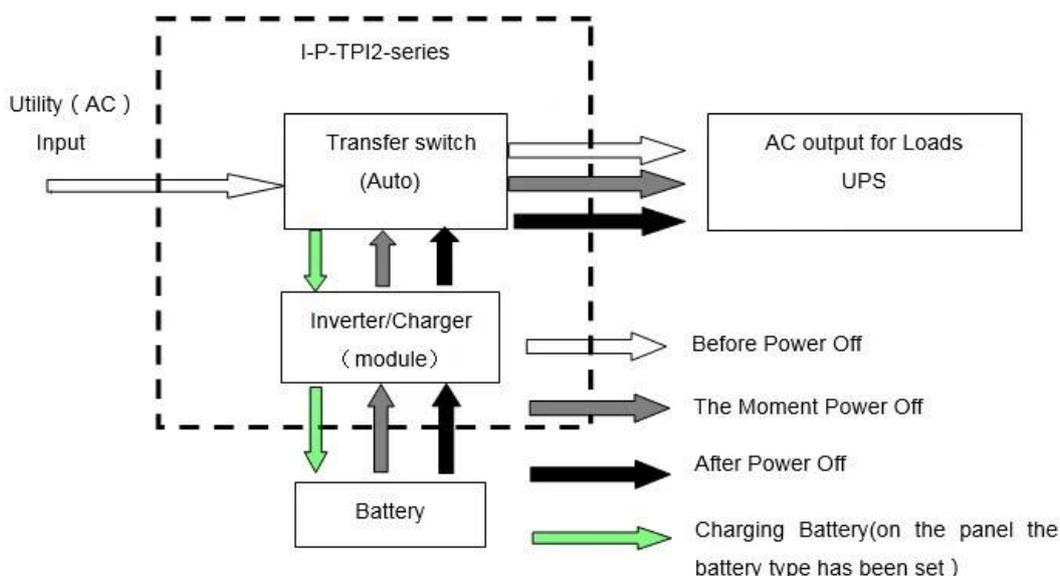 I-P-TPI2-series
Utility（AC）
Input
Transfer switch
(Auto)
AC output for Loads
UPS
Inverter/Charger
（module）
Before Power Off
The Moment Power Off
After Power Off
Battery
Charging Battery(on the panel the
battery type has been set）